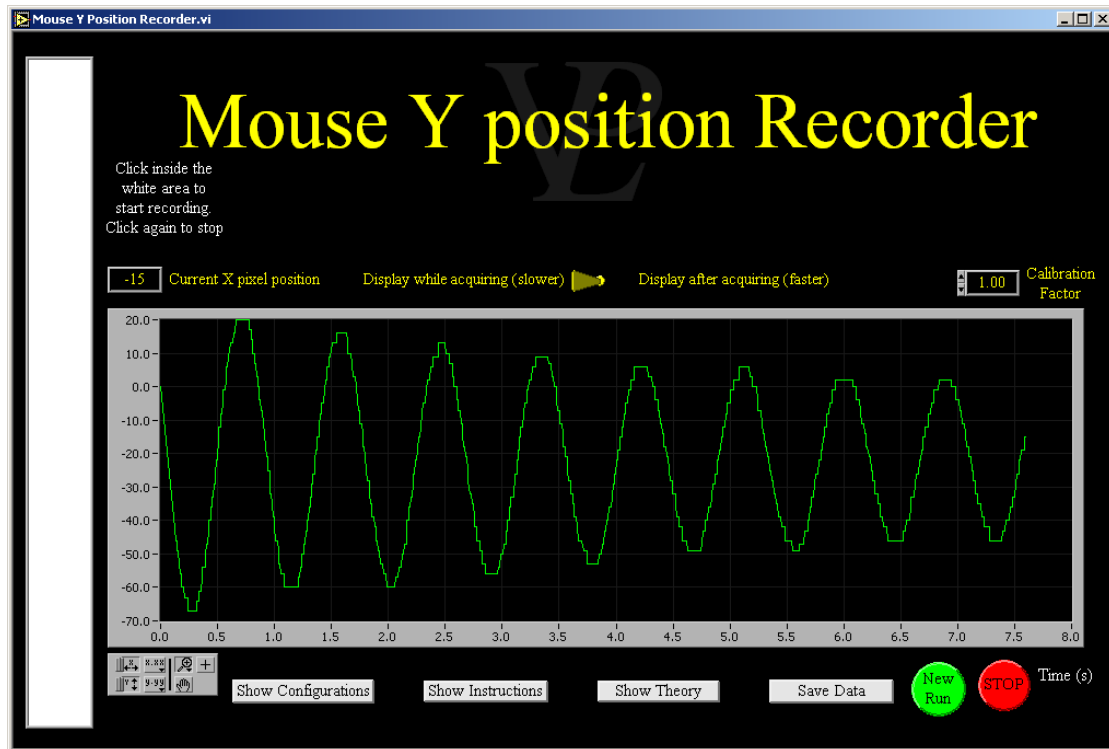 Mouse Y Position Recorder.vi
VPL
Mouse Y position Recorder
Click inside the
white area to
start recording.
Click again to stop
-15
Current X pixel position
Display while acquiring (slower)
Display after acquiring (faster)
1.00
Calibration
Factor
20.0
10.0
0.0
-10.0
-20.0
-30.0
-40.0
-50.0
-60.0
-70.0
0.0 0.5 1.0 1.5 2.0 2.5 3.0 3.5 4.0 4.5 5.0 5.5 6.0 6.5 7.0 7.5 8.0
X x.xx
Y y.yy
Show Configurations
Show Instructions
Show Theory
Save Data
New
Run
STOP
Time (s)